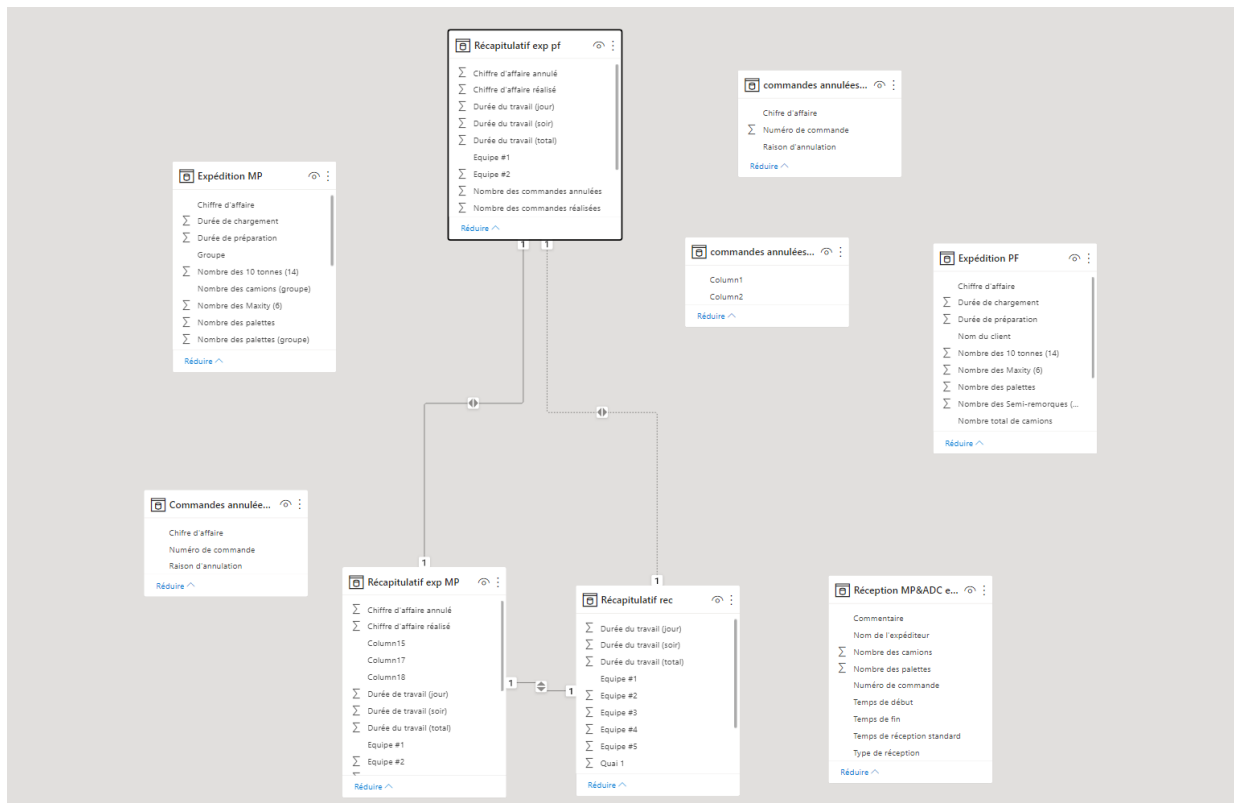 Récapitulatif exp pf
Chiffre d'affaire annulé
Chiffre d'affaire réalisé
Durée du travail (jour)
Durée du travail (soir)
Durée du travail (total)
Equipe #1
Equipe #2
Nombre des commandes annulées
Nombre des commandes réalisées
Réduire
commandes annulées...
Chifre d'affaire
Numéro de commande
Raison d'annulation
Réduire
Expédition MP
Chiffre d'affaire
Durée de chargement
Durée de préparation
Groupe
Nombre des 10 tonnes (14)
Nombre des camions (groupe)
Nombre des Maxity (6)
Nombre des palettes
Nombre des palettes (groupe)
Réduire
commandes annulées...
Column1
Column2
Réduire
Expédition PF
Chiffre d'affaire
Durée de chargement
Durée de préparation
Nom du client
Nombre des 10 tonnes (14)
Nombre des Maxity (6)
Nombre des palettes
Nombre des Semi-remorques (...
Nombre total de camions
Réduire
1
1
Commandes annulée...
Chifre d'affaire
Numéro de commande
Raison d'annulation
Réduire
1
Récapitulatif exp MP
Chiffre d'affaire annulé
Chiffre d'affaire réalisé
Column15
Column17
Column18
Durée de travail (jour)
Durée de travail (soir)
Durée du travail (total)
Equipe #1
Equipe #2
Réduire
1
1
1
Récapitulatif rec
Durée du travail (jour)
Durée du travail (soir)
Durée du travail (total)
Equipe #1
Equipe #2
Equipe #3
Equipe #4
Equipe #5
Quai 1
Réduire
Réception MP&ADC e...
Commentaire
Nom de l'expéditeur
Nombre des camions
Nombre des palettes
Numéro de commande
Temps de début
Temps de fin
Temps de réception standard
Type de réception
Réduire